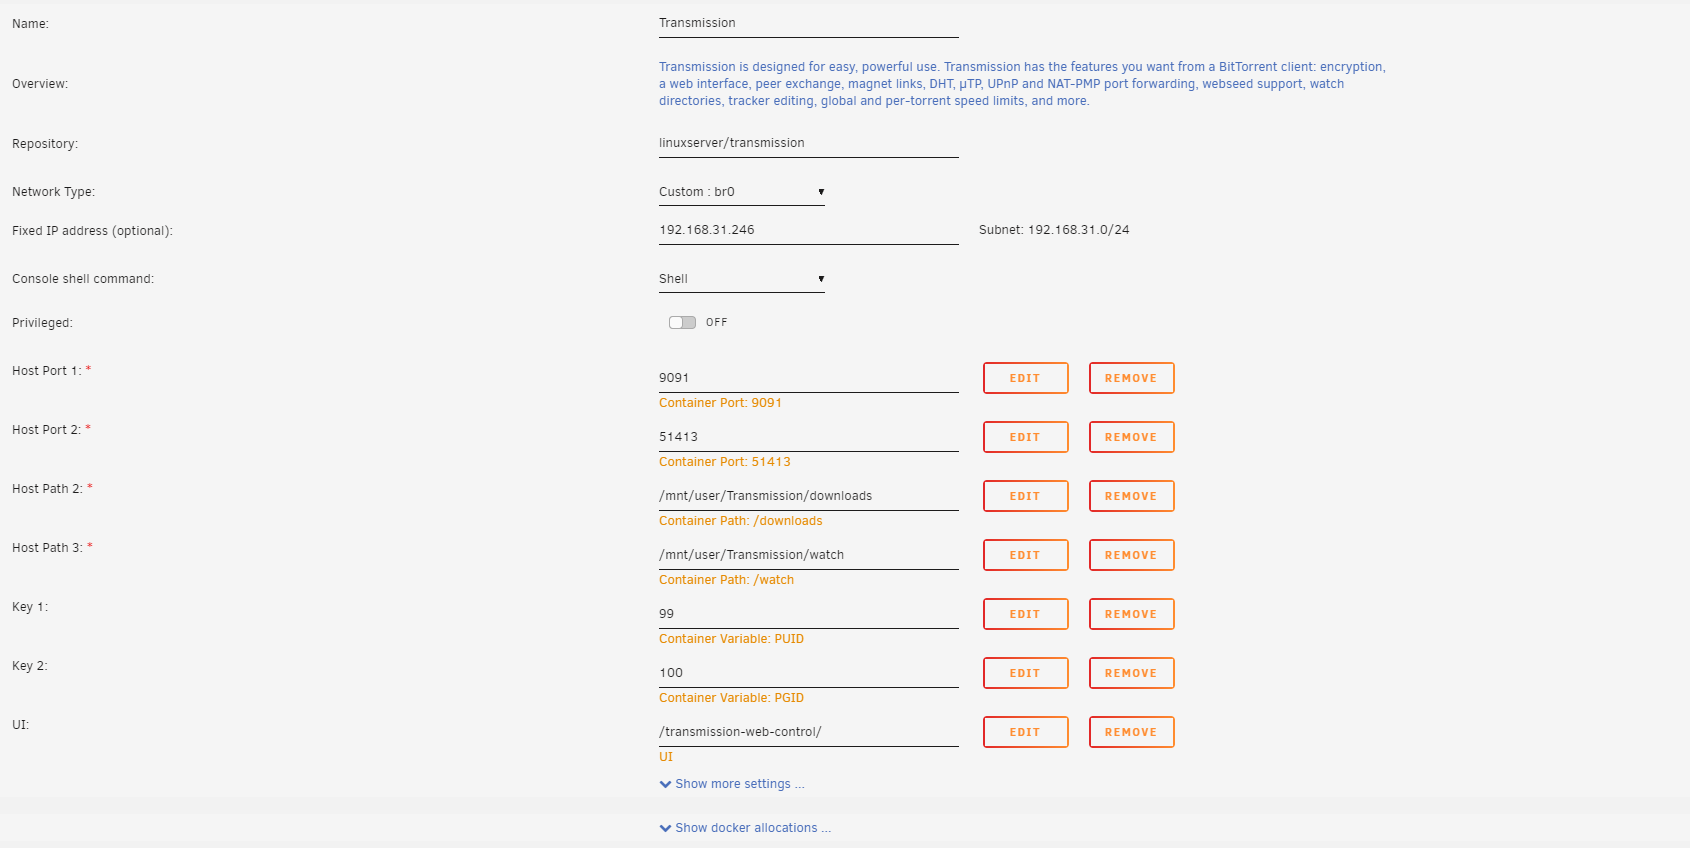 Name:
Transmission
Overview:
Transmission is designed for easy, powerful use. Transmission has the features you want from a BitTorrent client: encryption,
a web interface, peer exchange, magnet links, DHT, µTP, UPnP and NAT-PMP port forwarding, webseed support, watch
directories, tracker editing, global and per-torrent speed limits, and more.
Repository:
linuxserver/transmission
Network Type:
Custom : br0
Fixed IP address (optional):
192.168.31.246
Subnet: 192.168.31.0/24
Console shell command:
Shell
Privileged:
OFF
Host Port 1: *
9091
EDIT
REMOVE
Container Port: 9091
Host Port 2: *
51413
EDIT
REMOVE
Container Port: 51413
Host Path 2: *
/mnt/user/Transmission/downloads
EDIT
REMOVE
Container Path: /downloads
Host Path 3: *
/mnt/user/Transmission/watch
EDIT
REMOVE
Container Path: /watch
Key 1:
99
EDIT
REMOVE
Container Variable: PUID
Key 2:
100
EDIT
REMOVE
Container Variable: PGID
UI:
/transmission-web-control/
EDIT
REMOVE
UI
Show more settings ...
Show docker allocations ...